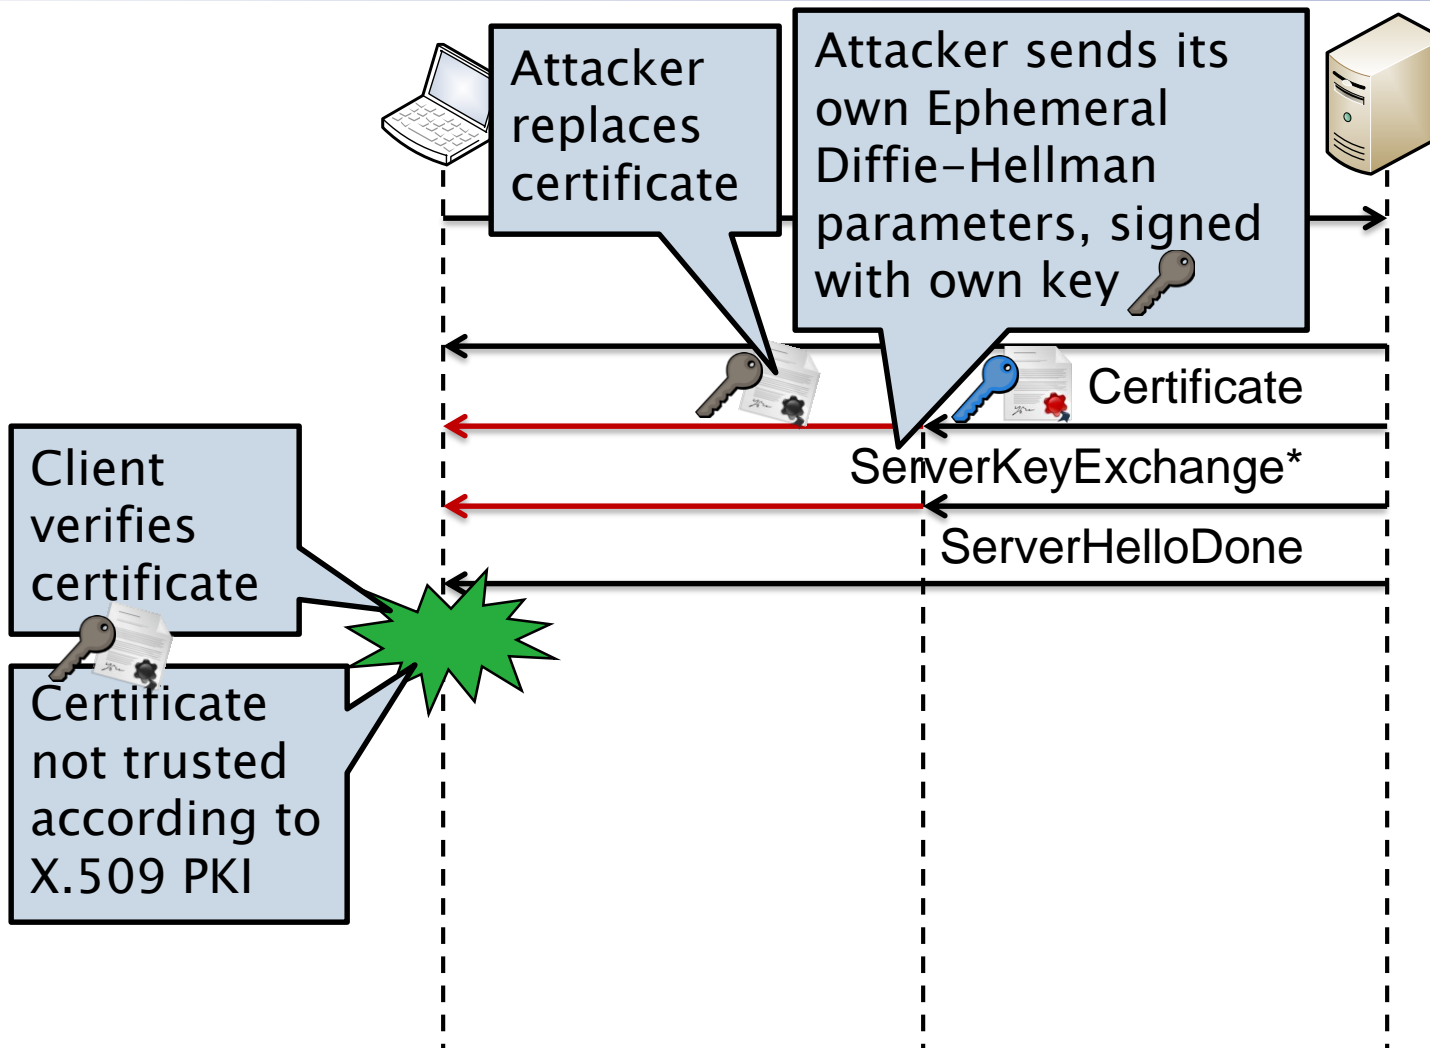 Attacker
replaces
certificate
Attacker sends its
own Ephemeral
Diffie-Hellman
parameters, signed
with own key
Certificate
ServerKeyExchange*
ServerHelloDone
Client
verifies
certificate
Certificate
not trusted
according to
X.509 PKI